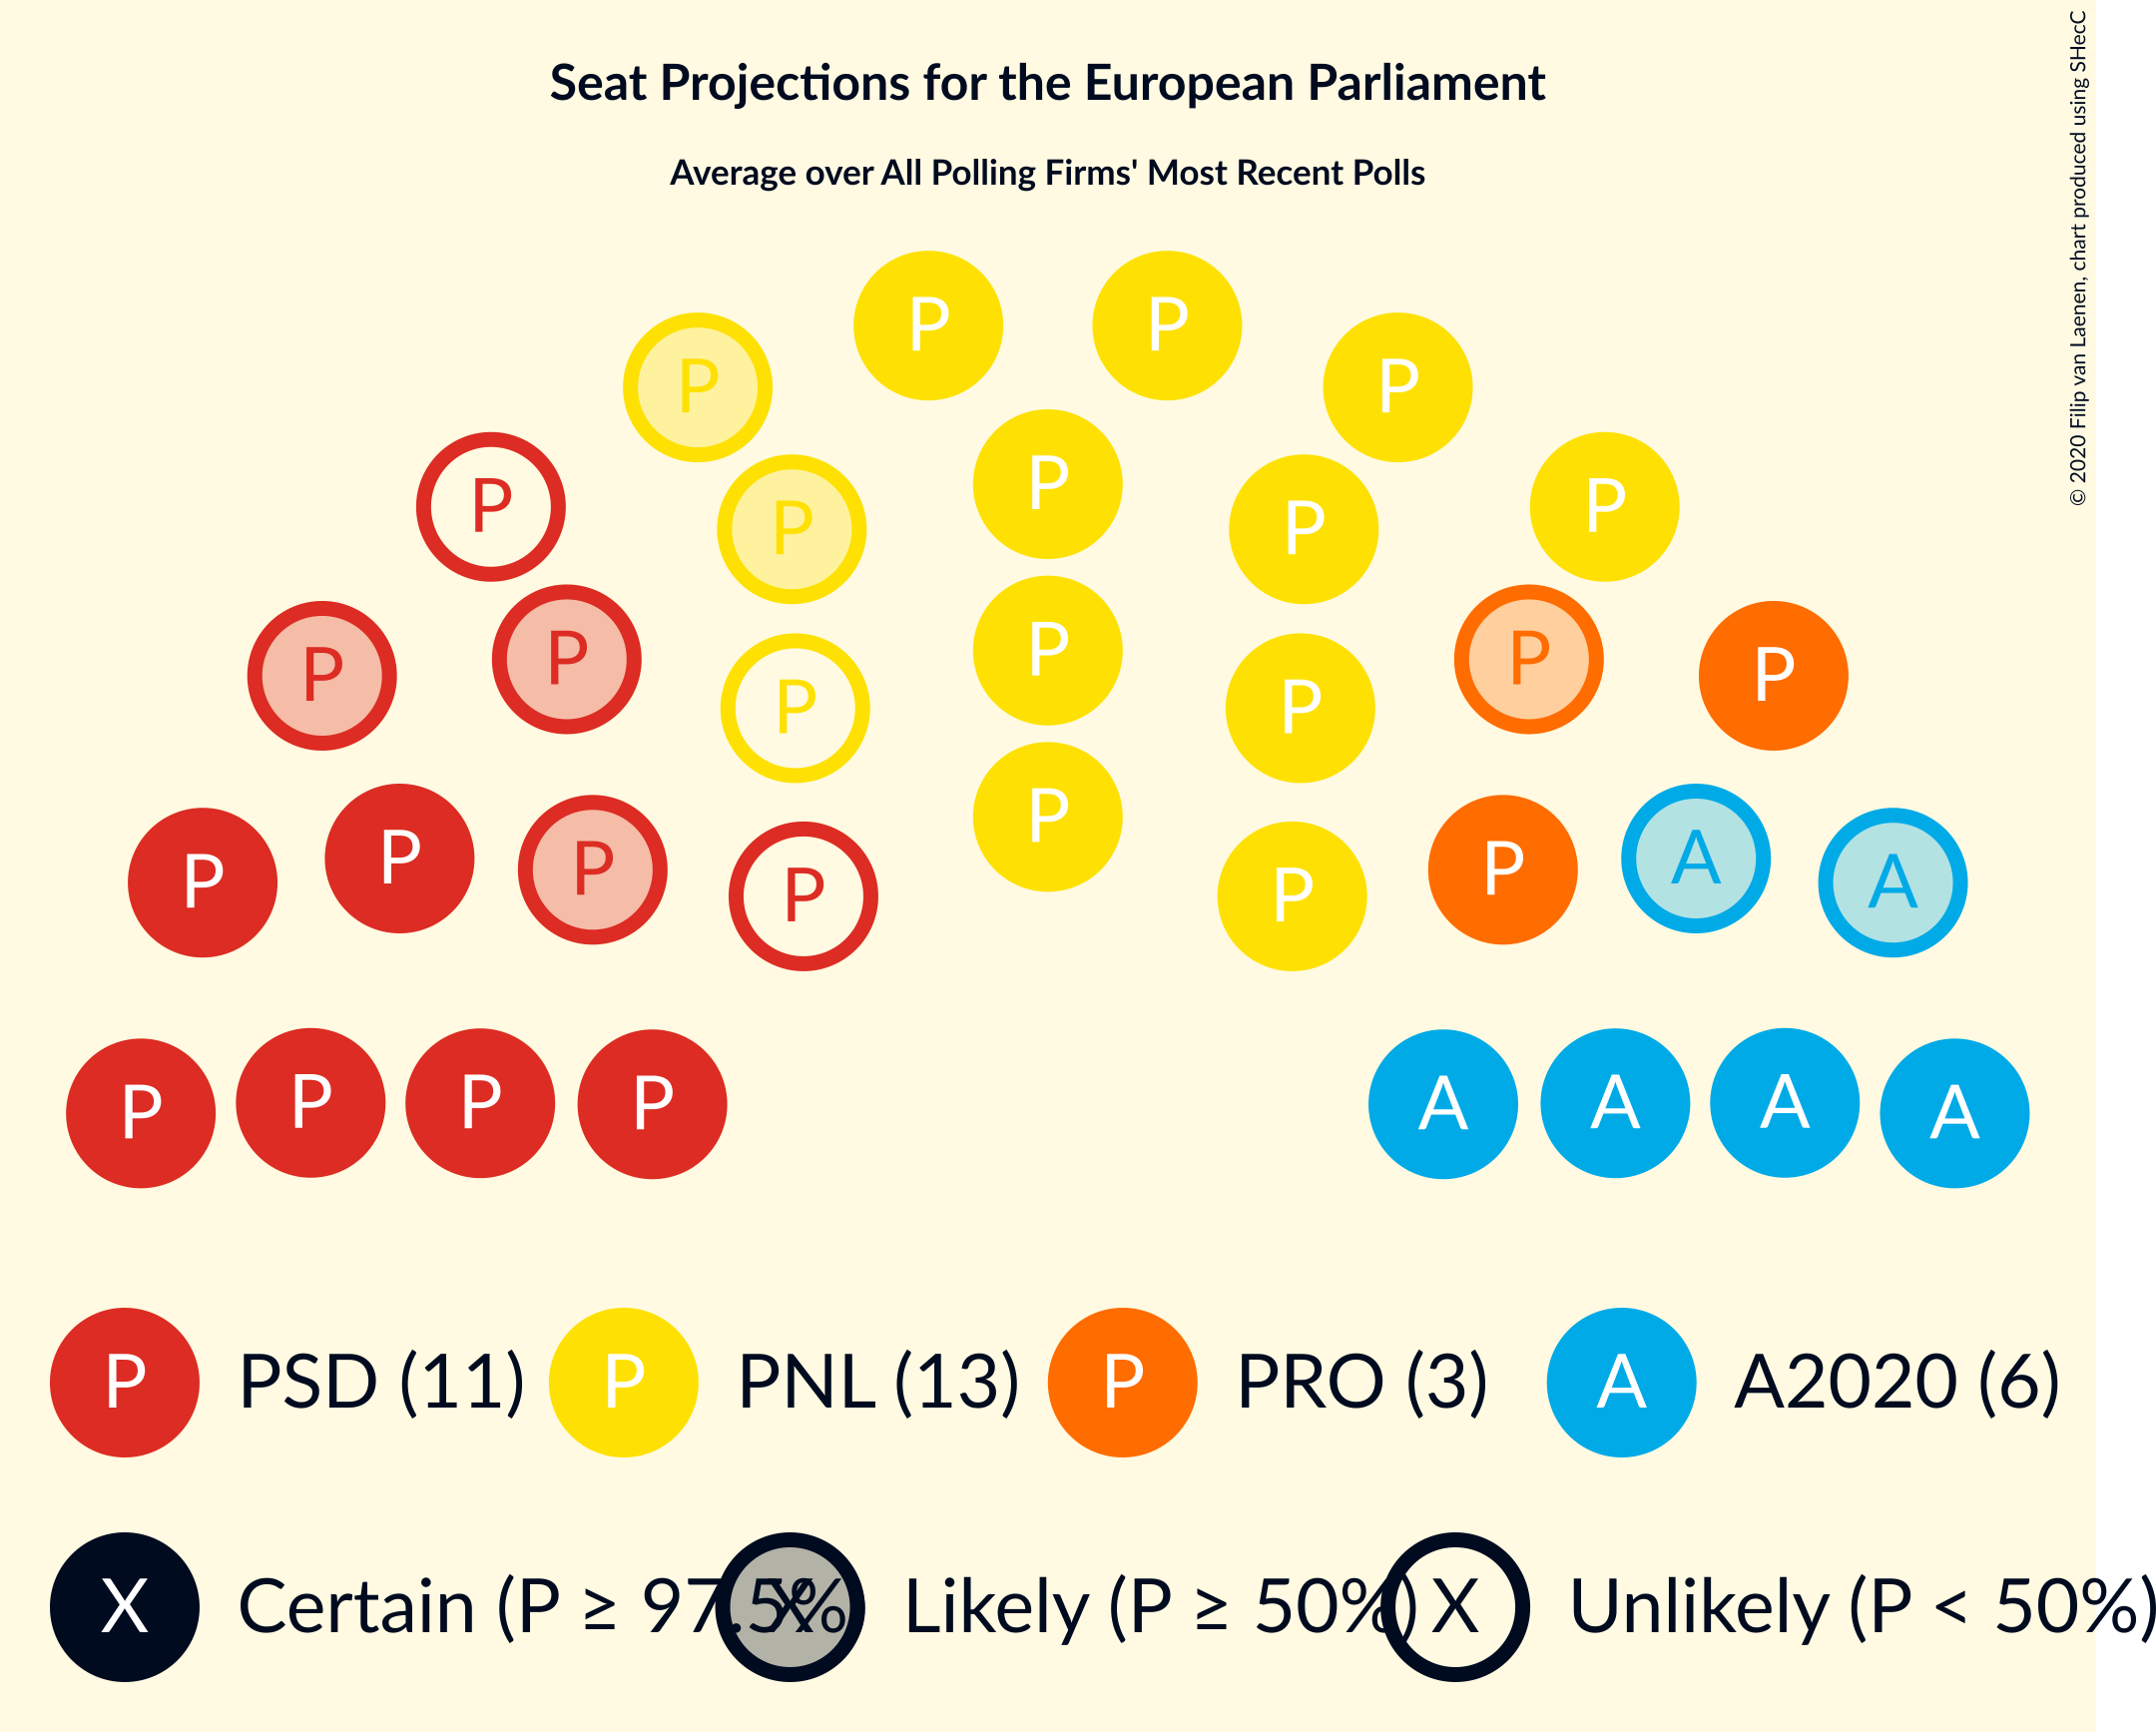 Seat Projections for the European Parliament
Average over All Polling Firms' Most Recent Polls
© 2020 Filip van Laenen, chart produced using SHecC
P P
P P
P
P P
P P
P P
P P
P P P
P P
P P
P P P A A
P P
P P P P A A A A
P PSD (11) P PNL (13) P PRO (3) A A2020 (6)
X Certain (P ≥ 97.5%) X Likely (P ≥ 50%) X Unlikely (P < 50%)